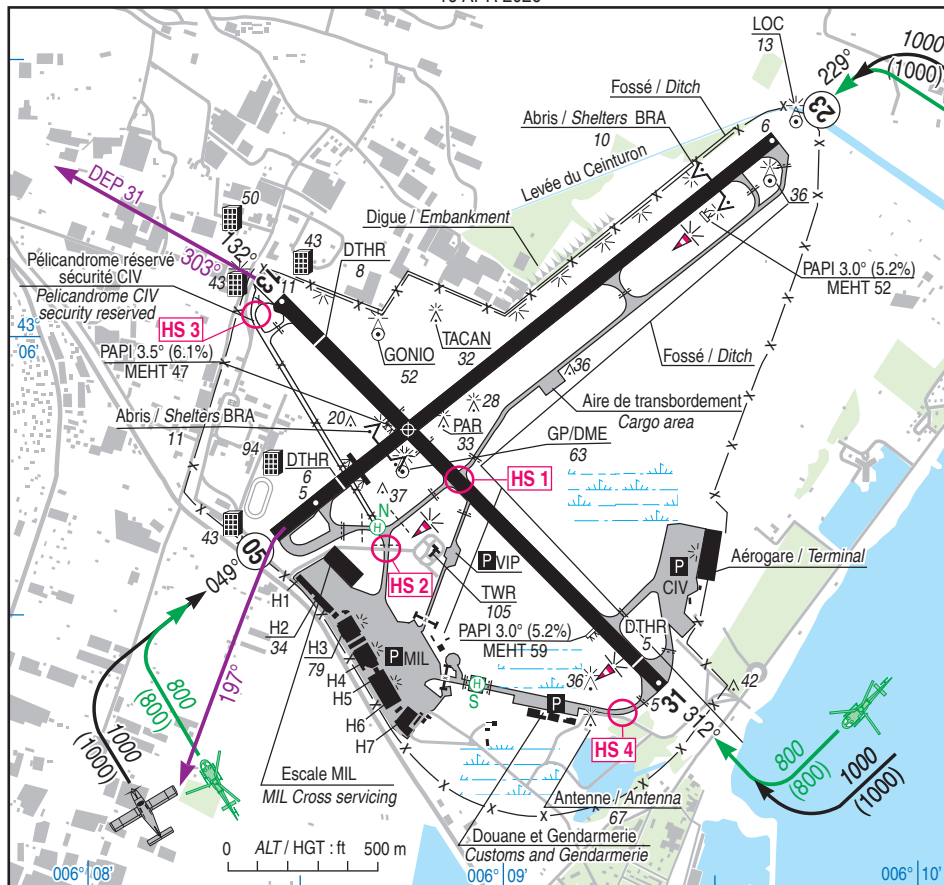 LOC
13
1000
(1000)
229°
23
Fossé / Ditch
Abris / Shelters BRA
10
6
Levée du Ceinturon
36
DEP 31
303°
50
132°
13
11
43
DTHR
8
Digue / Embankment
PAPI 3.0° (5.2%)
MEHT 52
Pélicandrome réservé
sécurité CIV
Pelicandrome CIV
security reserved
43
HS 3
43°
06'
PAPI 3.5° (6.1%)
MEHT 47
GONIO
52
TACAN
32
Fossé / Ditch
36
Aire de transbordement
Cargo area
Abris / Shelters BRA
11
20
28
PAR
33
GP/DME
63
94
DTHR
6
5
37
HS 1
N
H
43
05
049°
HS 2
P VIP
TWR
105
P
CIV
Aérogare / Terminal
H1
H2
34
H3
79
H4
H5
H6
H7
P MIL
PAPI 3.0° (5.2%)
MEHT 59
DTHR
5
36
42
H
S
P
5
31
312°
HS 4
197°
800
(800)
1000
(1000)
800
(800)
1000
(1000)
Escale MIL
MIL Cross servicing
Antenne / Antenna
67
Douane et Gendarmerie
Customs and Gendarmerie
0
ALT / HGT : ft
500 m
006° 08'
006° 09'
006° 10'